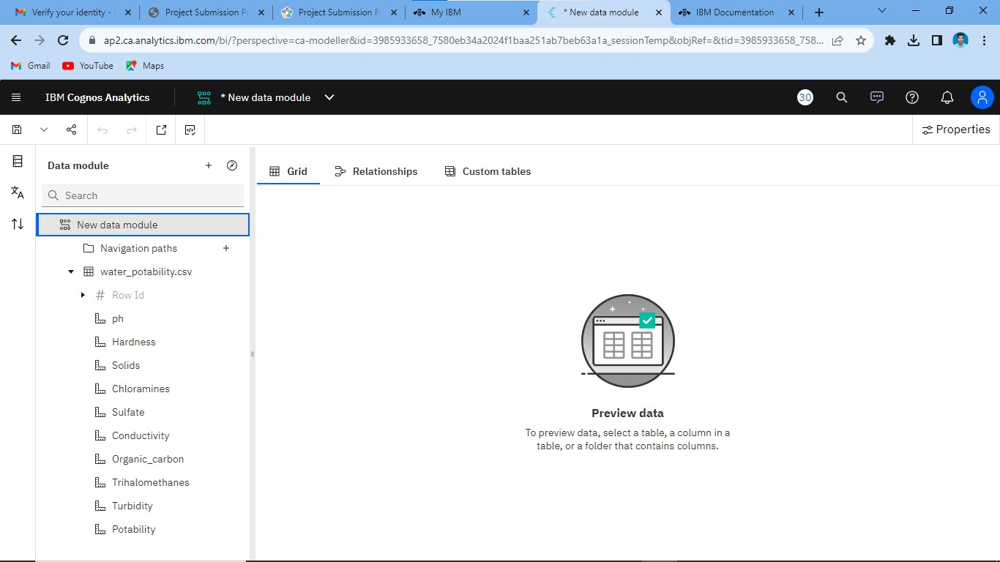 Verify your identity -
Project Submission Pa
Project Submission Fo
My IBM
* New data module
IBM Documentation
ap2.ca.analytics.ibm.com/bi/?perspective=ca-modeller&id=3985933658_7580eb34a2024f1baa251ab7beb63a1a_sessionTemp&objRef=&tid=3985933658_758...
Gmail
YouTube
Maps
IBM Cognos Analytics
* New data module
30
Properties
Data module
Grid
Relationships
Custom tables
Search
New data module
Navigation paths
water_potability.csv
# Row Id
ph
Hardness
Solids
Chloramines
Sulfate
Conductivity
Organic_carbon
Trihalomethanes
Turbidity
Potability
Preview data
To preview data, select a table, a column in a
table, or a folder that contains columns.